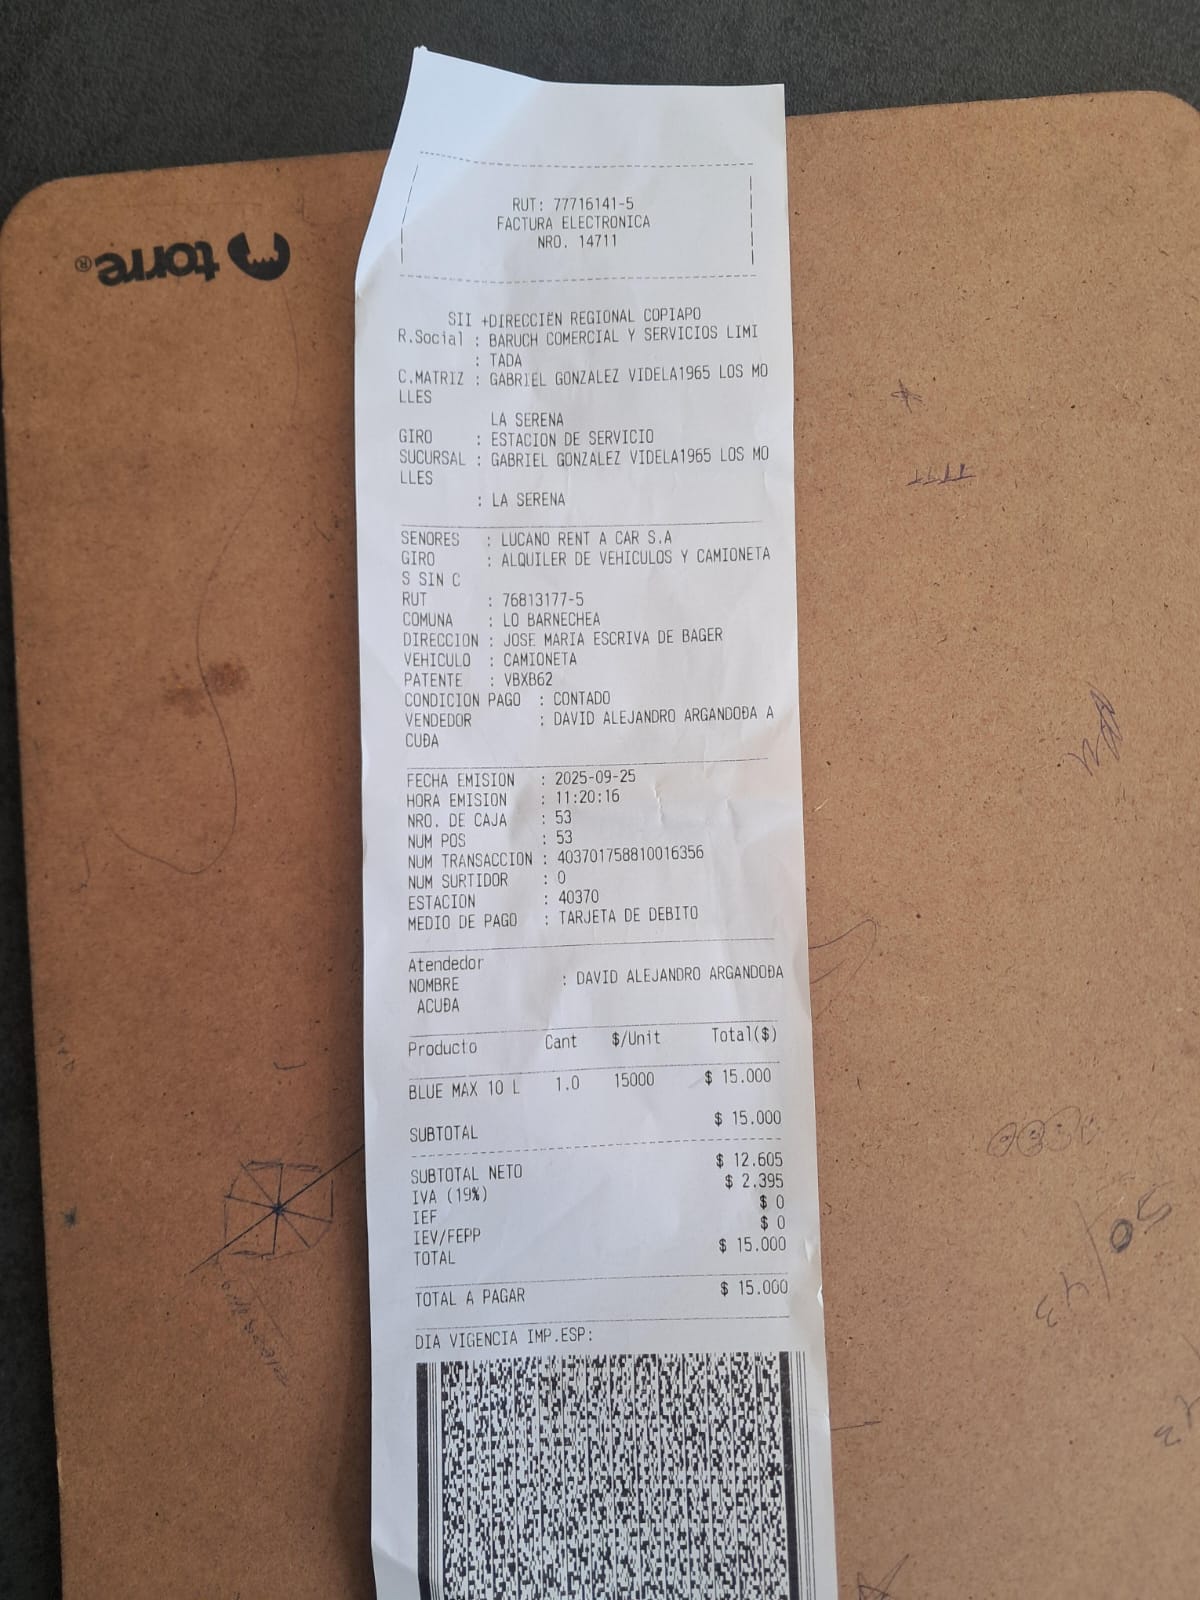 torre®
RUT: 77716141-5
FACTURA ELECTRONICA
NRO. 14711
SII +DIRECCIËN REGIONAL COPIAPO
R.Social : BARUCH COMERCIAL Y SERVICIOS LIMI
: TADA
C.MATRIZ : GABRIEL GONZALEZ VIDELA1965 LOS MO
LLES
LA SERENA
GIRO : ESTACION DE SERVICIO
SUCURSAL : GABRIEL GONZALEZ VIDELA1965 LOS MO
LLES
: LA SERENA
SENORES : LUCANO RENT A CAR S.A
GIRO : ALQUILER DE VEHICULOS Y CAMIONETA
S SIN C
RUT : 76813177-5
COMUNA : LO BARNECHEA
DIRECCION : JOSE MARIA ESCRIVA DE BAGER
VEHICULO : CAMIONETA
PATENTE : VBXB62
CONDICION PAGO : CONTADO
VENDEDOR : DAVID ALEJANDRO ARGANDOÐA A
CUÐA
FECHA EMISION : 2025-09-25
HORA EMISION : 11:20:16
NRO. DE CAJA : 53
NUM POS : 53
NUM TRANSACCION : 403701758810016356
NUM SURTIDOR : 0
ESTACION : 40370
MEDIO DE PAGO : TARJETA DE DEBITO
Atendedor
NOMBRE : DAVID ALEJANDRO ARGANDOÐA
ACUÐA
Producto Cant $/Unit Total($)
BLUE MAX 10 L 1.0 15000 $ 15.000
SUBTOTAL $ 15.000
SUBTOTAL NETO $ 12.605
IVA (19%) $ 2.395
IEF $ 0
IEV/FEPP $ 0
TOTAL $ 15.000
TOTAL A PAGAR $ 15.000
DIA VIGENCIA IMP.ESP: